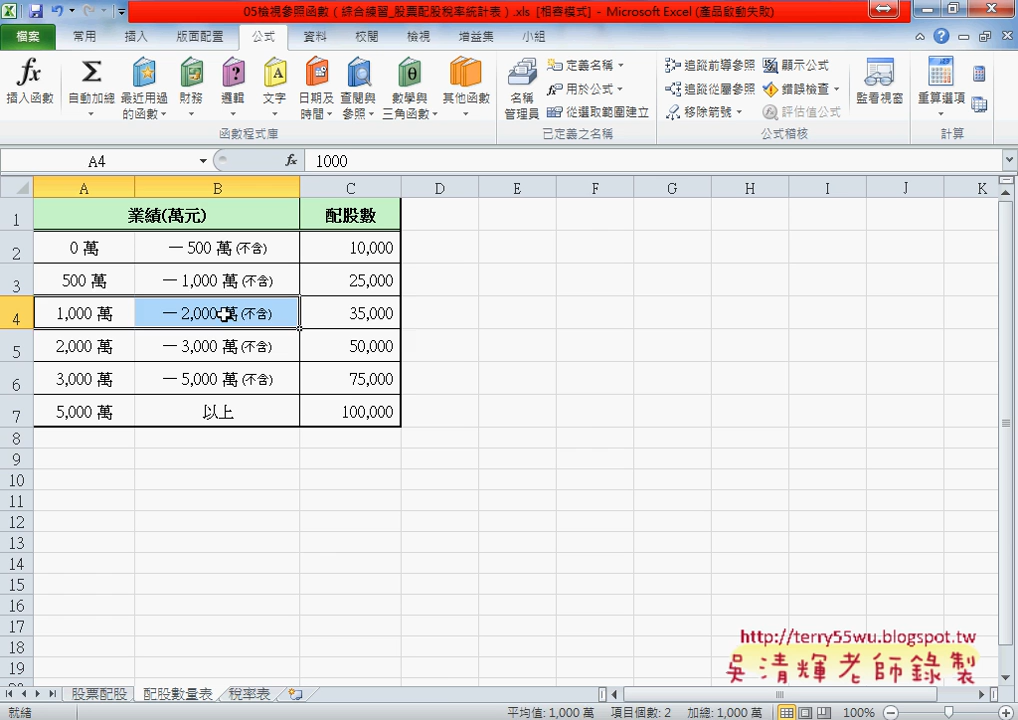 05檢視參照函數（綜合練習_股票配股稅率統計表）.xls [相容模式] - Microsoft Excel (產品啟動失敗)
檔案 常用 插入 版面配置 公式 資料 校閱 檢視 增益集 小組
插入函數 自動加總 最近用過的函數 財務 邏輯 文字 日期及時間 查閱與參照 數學與三角函數 其他函數
名稱管理員 定義名稱 用於公式 從選取範圍建立
追蹤前導參照 追蹤從屬參照 移除箭號 顯示公式 錯誤檢查 評估值公式
監看視窗 重算選項
函數程式庫 已定義之名稱 公式稽核 計算
A4 fx 1000
A B C D E F G H I J K
1 業績(萬元) 配股數
2 0 萬 一 500 萬 (不含) 10,000
3 500 萬 一 1,000 萬 (不含) 25,000
4 1,000 萬 一 2,000 萬 (不含) 35,000
5 2,000 萬 一 3,000 萬 (不含) 50,000
6 3,000 萬 一 5,000 萬 (不含) 75,000
7 5,000 萬 以上 100,000
8
9
10
11
12
13
14
15
16
17
18
19
http://terry55wu.blogspot.tw
吳清輝老師錄製
股票配股 配股數量表 稅率表
就緒 平均值: 1,000 萬 項目個數: 2 加總: 1,000 萬 100%